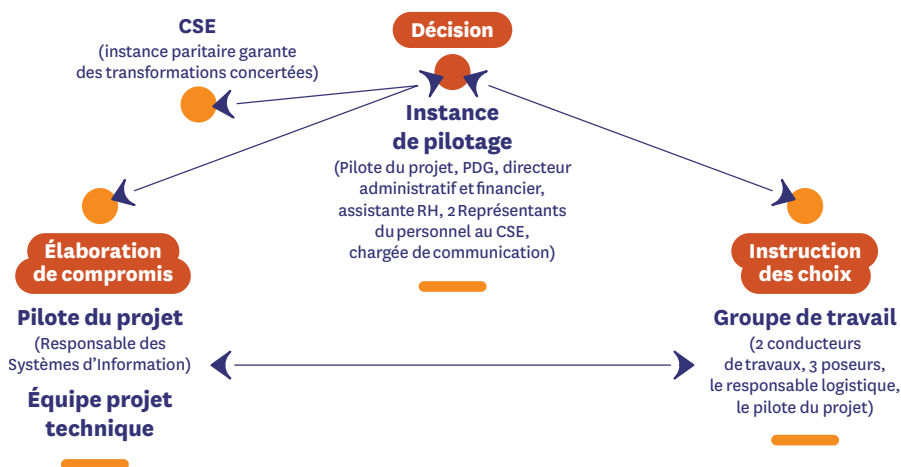 CSE
(instance paritaire garante
des transformations concertées)
Décision
Instance
de pilotage
(Pilote du projet, PDG, directeur
administratif et financier,
assistante RH, 2 Représentants
du personnel au CSE,
chargée de communication)
Élaboration
de compromis
Pilote du projet
(Responsable des
Systèmes d’Information)
Équipe projet
technique
Instruction
des choix
Groupe de travail
(2 conducteurs
de travaux, 3 poseurs,
le responsable logistique,
le pilote du projet)